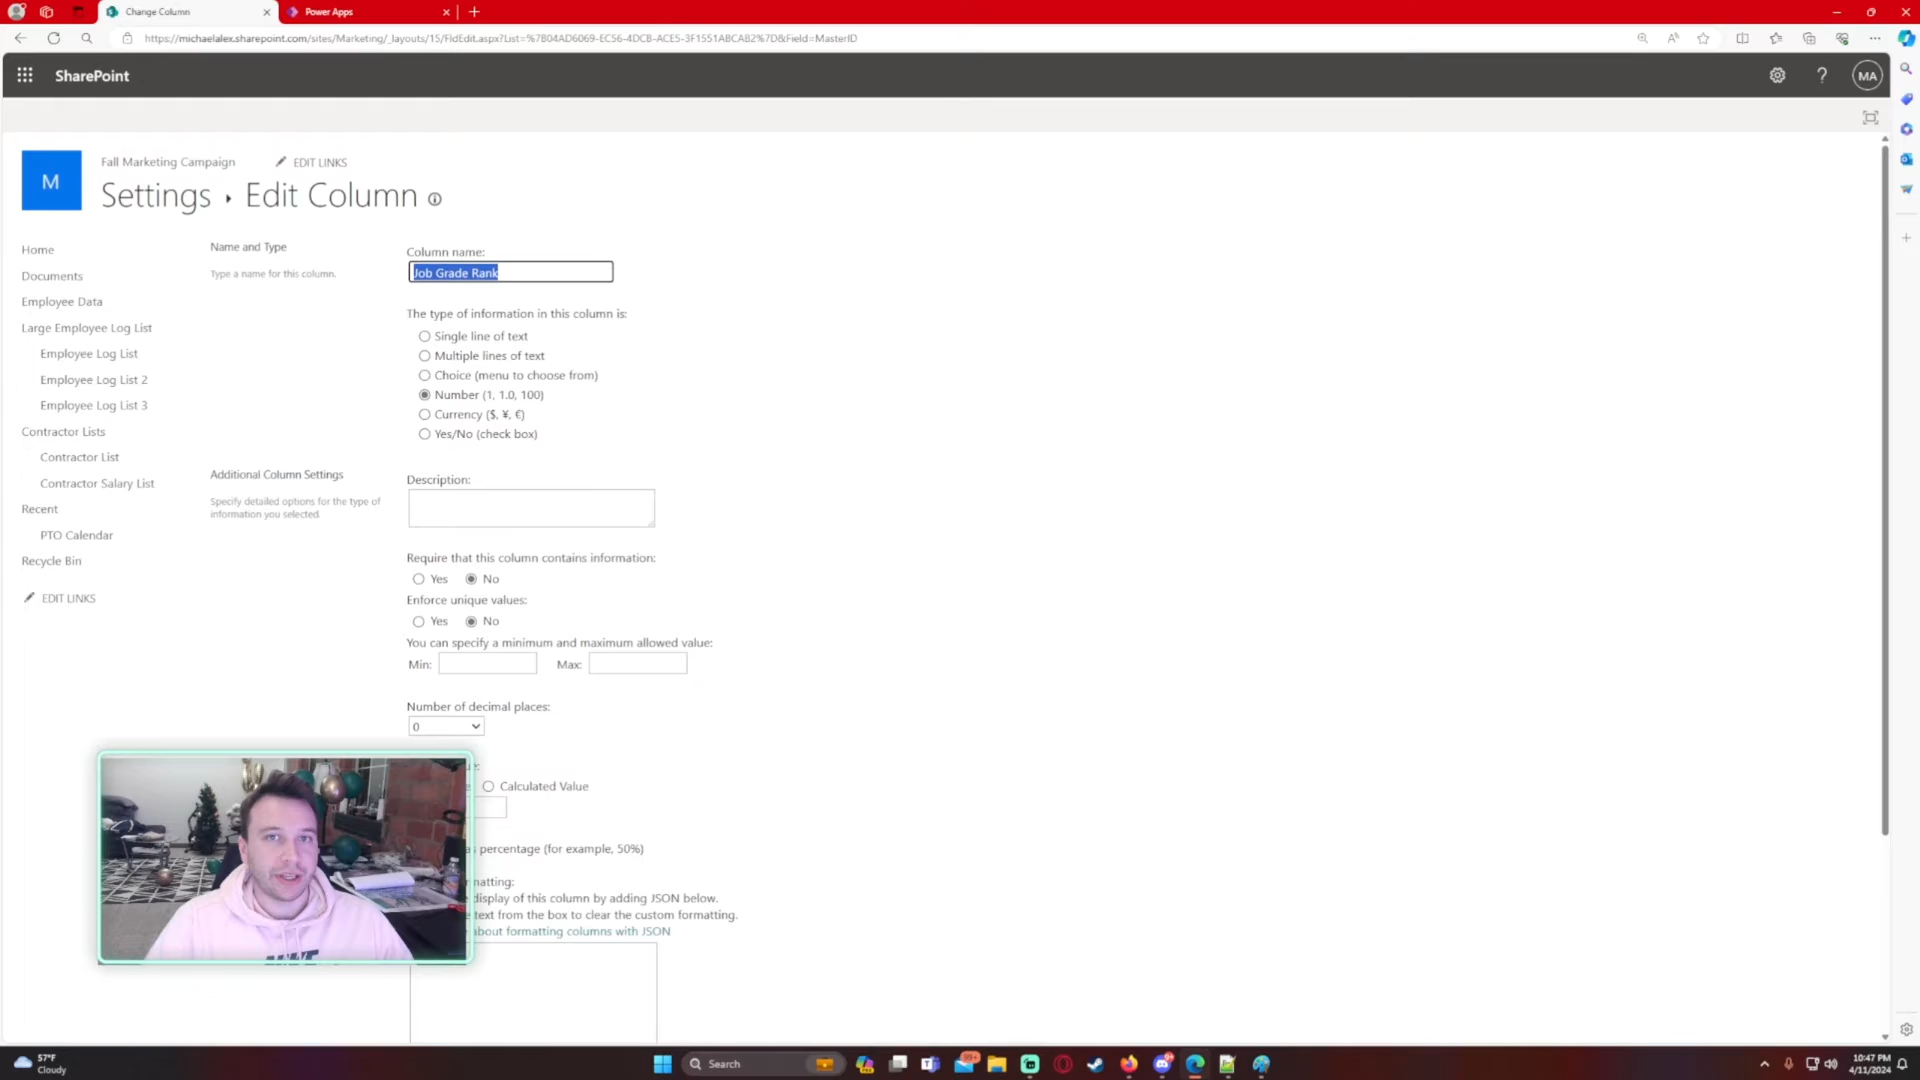 Change Column
Power Apps
https://michaelalex.sharepoint.com/sites/Marketing/_layouts/15/FldEdit.aspx?List=%7B04AD6069-EC56-4DCB-ACE5-3F1551ABCAB2%7D&Field=MasterID
SharePoint
MA
M
Fall Marketing Campaign
EDIT LINKS
Settings ▸ Edit Column
Home
Documents
Employee Data
Large Employee Log List
Employee Log List
Employee Log List 2
Employee Log List 3
Contractor Lists
Contractor List
Contractor Salary List
Recent
PTO Calendar
Recycle Bin
EDIT LINKS
Name and Type
Type a name for this column.
Column name:
Job Grade Rank
The type of information in this column is:
Single line of text
Multiple lines of text
Choice (menu to choose from)
Number (1, 1.0, 100)
Currency ($, ¥, €)
Yes/No (check box)
Additional Column Settings
Specify detailed options for the type of
information you selected.
Description:
Require that this column contains information:
Yes No
Enforce unique values:
Yes No
You can specify a minimum and maximum allowed value:
Min: Max:
Number of decimal places:
0
Calculated Value
percentage (for example, 50%)
matting:
display of this column by adding JSON below.
text from the box to clear the custom formatting.
about formatting columns with JSON
57°F
Cloudy
Search
99+
10:47 PM
4/11/2024